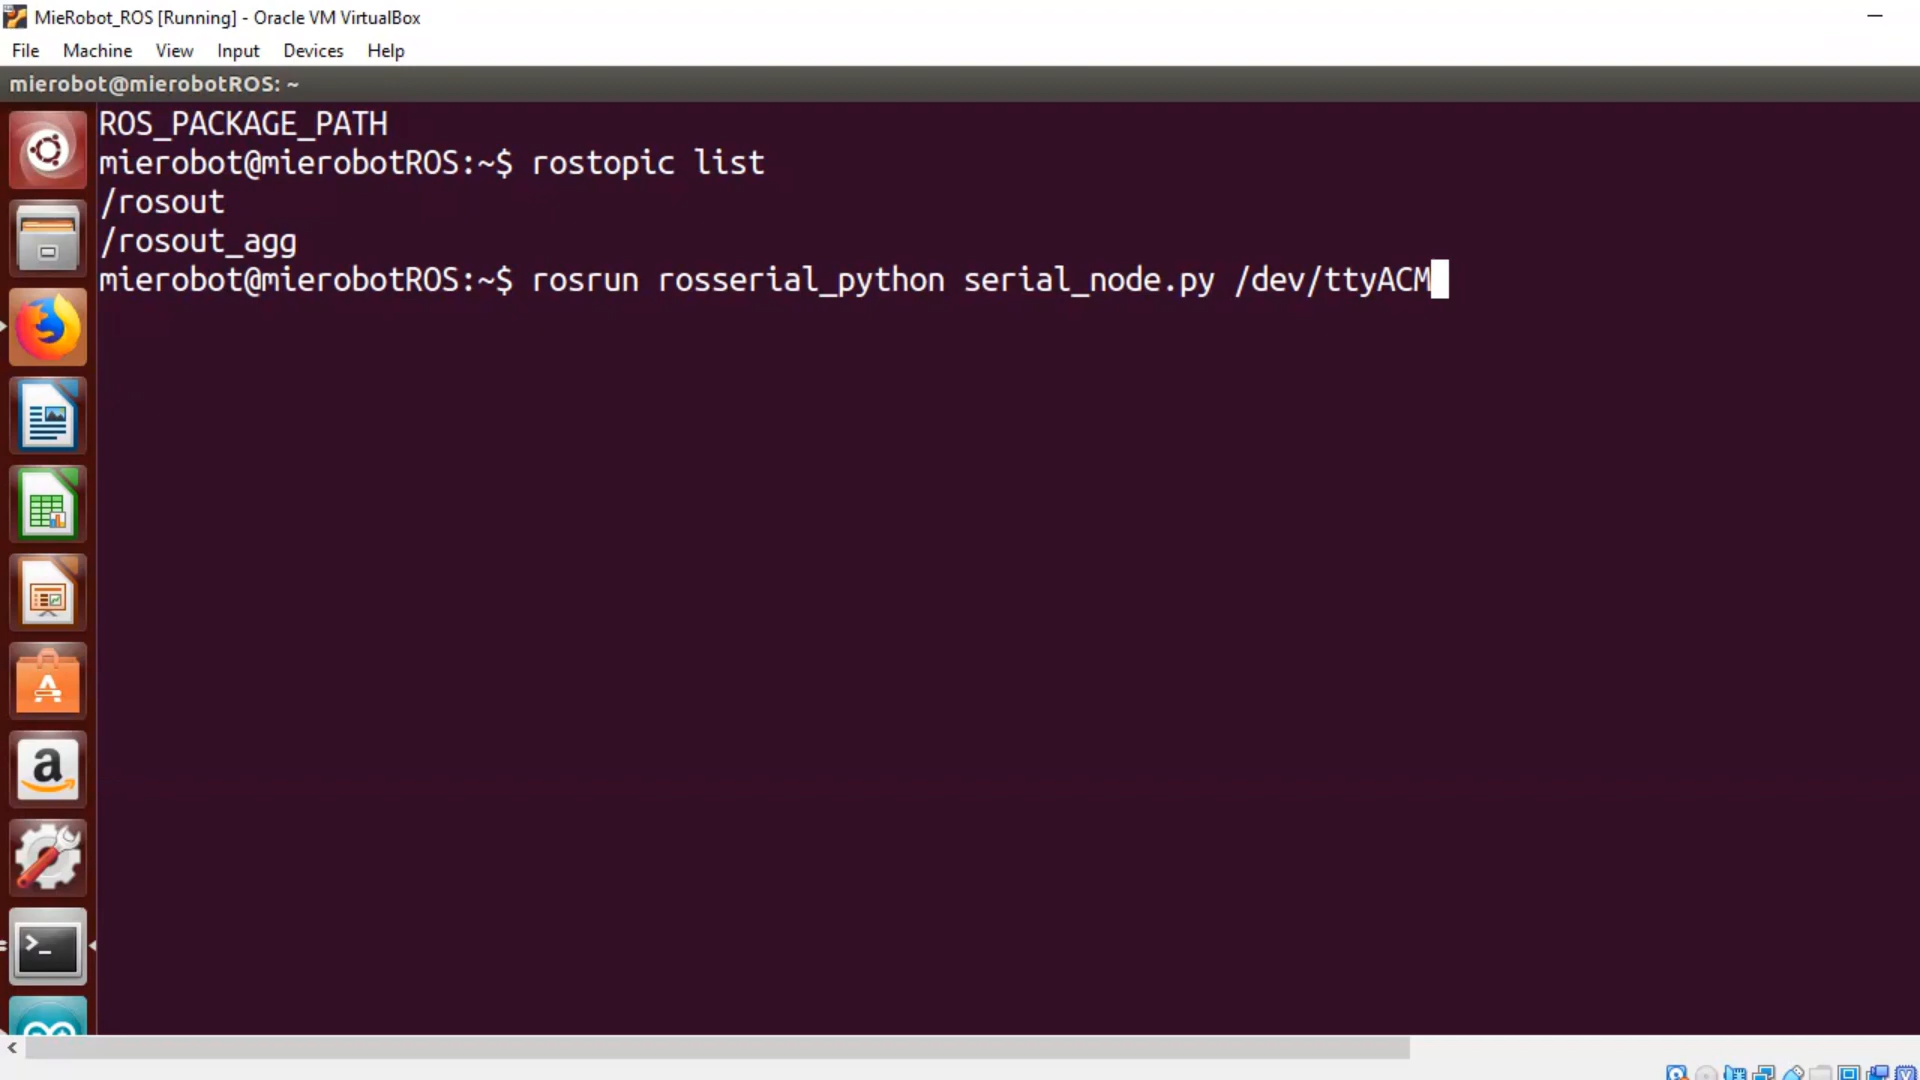 MieRobot_ROS [Running] - Oracle VM VirtualBox
File Machine View Input Devices Help
mierobot@mierobotROS: ~
ROS_PACKAGE_PATH
mierobot@mierobotROS:~$ rostopic list
/rosout
/rosout_agg
mierobot@mierobotROS:~$ rosrun rosserial_python serial_node.py /dev/ttyACM